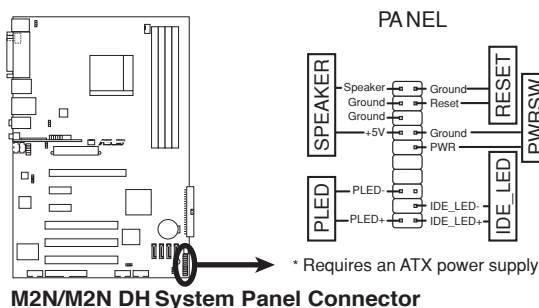 PANEL
SPEAKER
Speaker
Ground
Ground
+5V
Ground
Reset
Ground
PWR
RESET
PWRSW
PLED
PLED-
PLED+
IDE_LED-
IDE_LED+
IDE_LED
* Requires an ATX power supply
M2N/M2N DH System Panel Connector